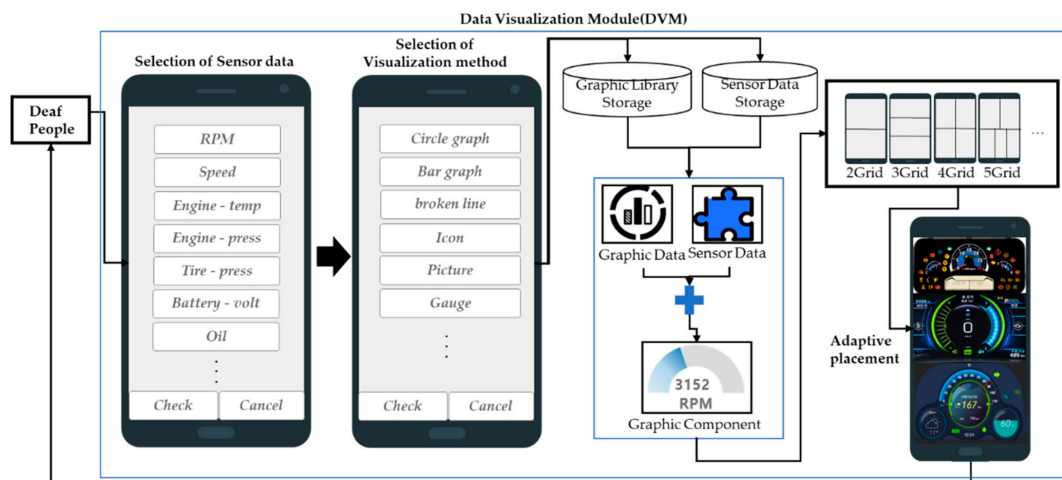 Data Visualization Module(DVM)
Selection of Sensor data
Selection of
Visualization method
Deaf
People
RPM
Speed
Engine - temp
Engine - press
Tire - press
Battery - volt
Oil
Check
Cancel
Circle graph
Bar graph
broken line
Icon
Picture
Gauge
Check
Cancel
Graphic Library
Storage
Sensor Data
Storage
Graphic Data
Sensor Data
3152
RPM
Graphic Component
2Grid
3Grid
4Grid
5Grid
...
Adaptive
placement
0
167
60